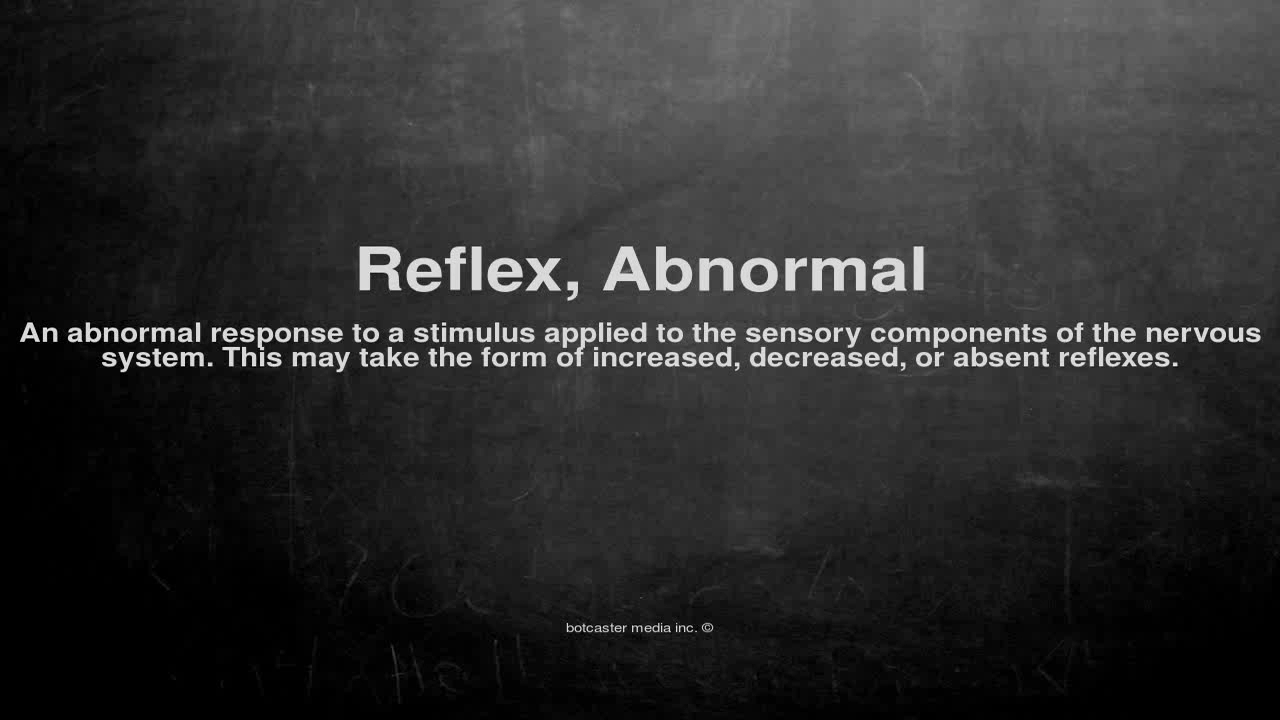 Reflex, Abnormal
An abnormal response to a stimulus applied to the sensory components of the nervous
system. This may take the form of increased, decreased, or absent reflexes.
botcaster media inc. ©